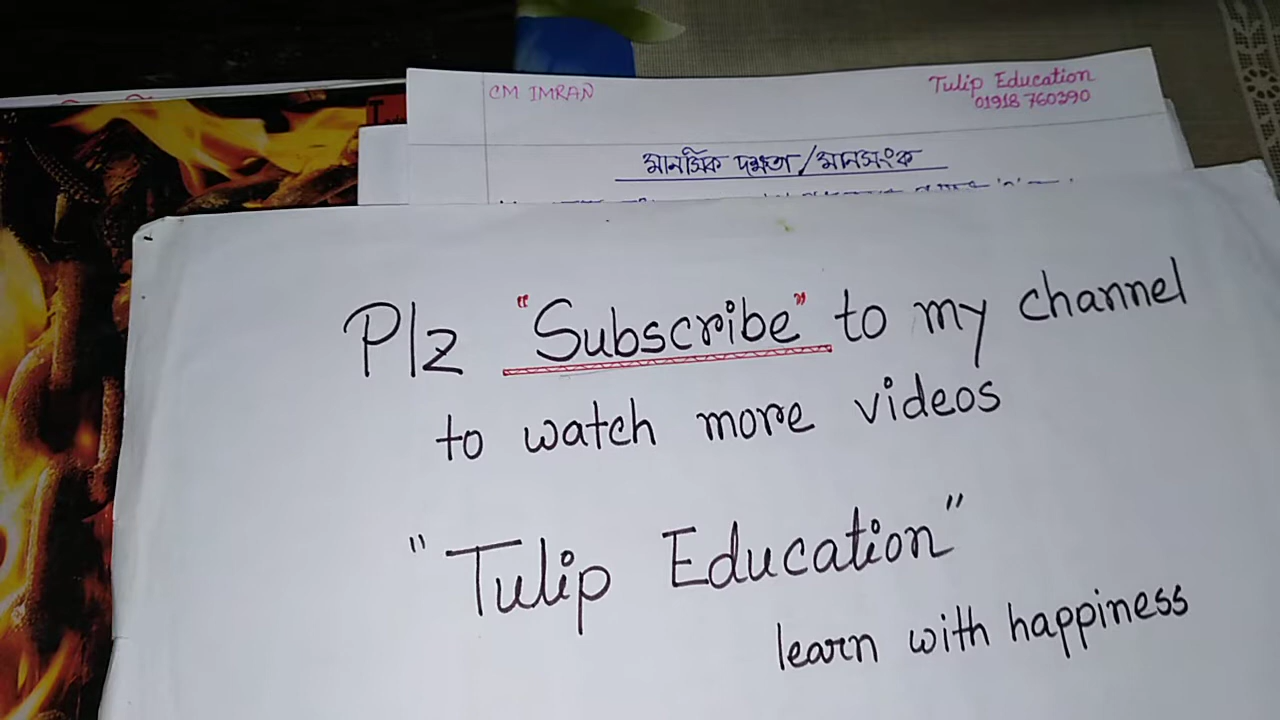 CM IMRAN
Tulip Education
01918 760390
মানসিক দক্ষতা/মানসংক
Plz "Subscribe" to my channel
to watch more videos
"Tulip Education"
learn with happiness